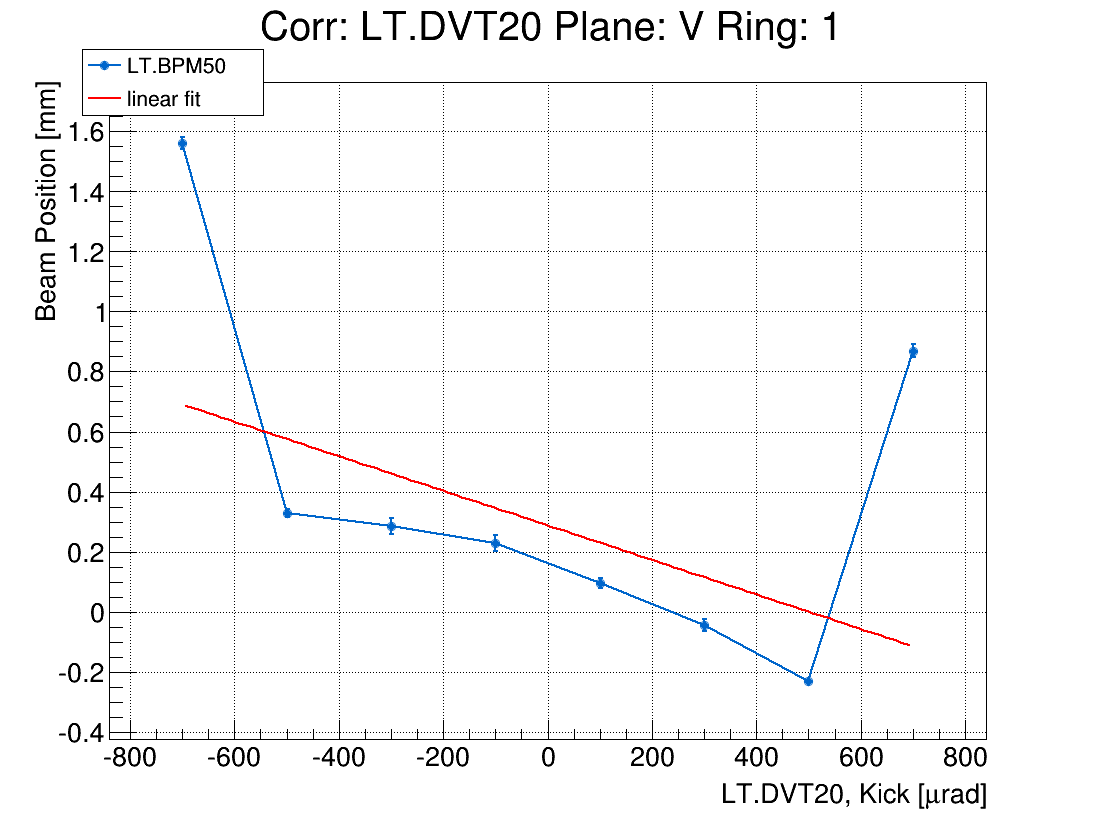 Corr: LT.DVT20 Plane: V Ring: 1
LT.BPM50
linear fit
Beam Position [mm]
1.6
1.4
1.2
1
0.8
0.6
0.4
0.2
0
-0.2
-0.4
-800 -600 -400 -200 0 200 400 600 800
LT.DVT20, Kick [μrad]